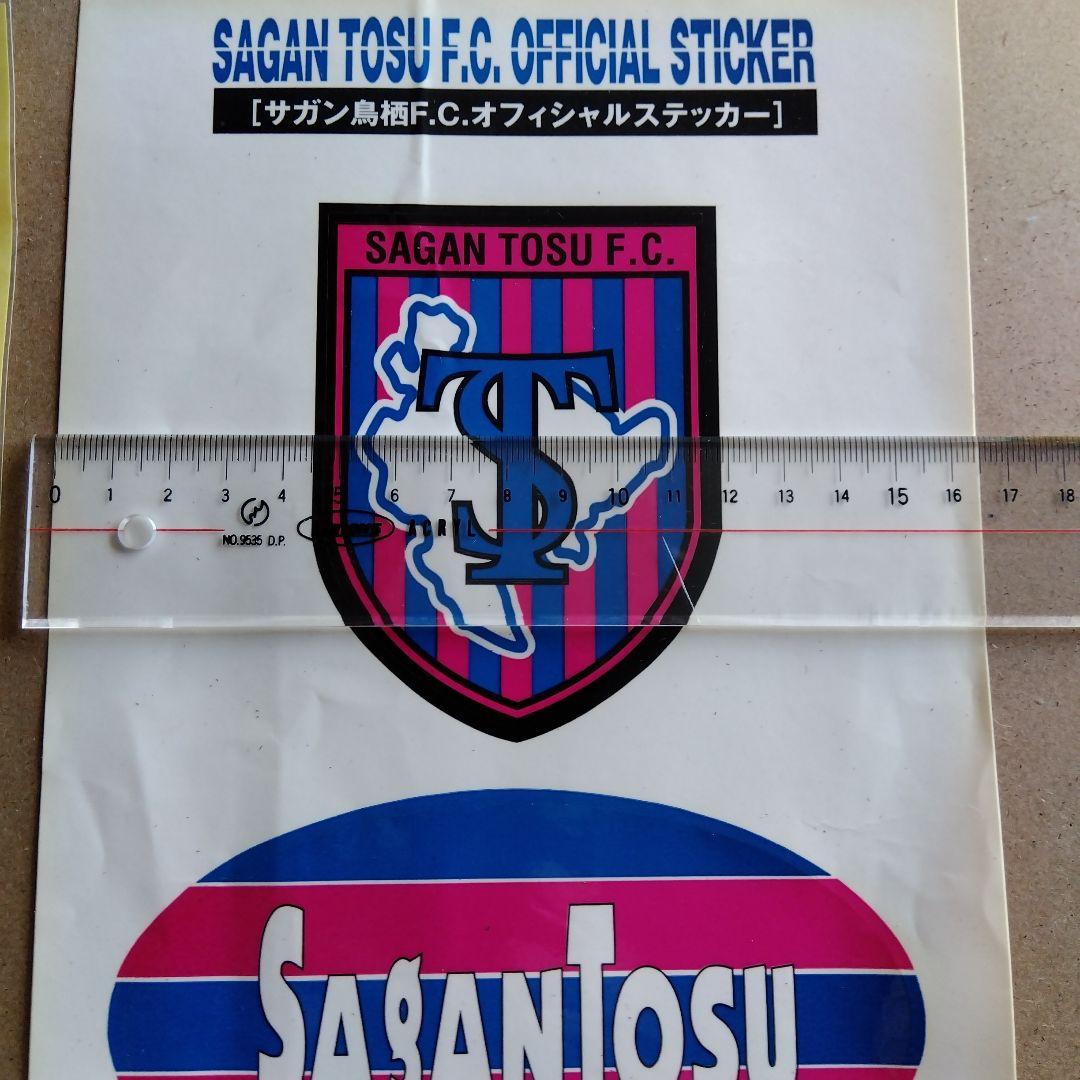 SAGAN TOSU F.C. OFFICIAL STICKER
[サガン鳥栖F.C.オフィシャルステッカー]
SAGAN TOSU F.C.
TS
0 1 2 3 4 5 6 7 8 9 10 11 12 13 14 15 16 17 18
NO.9535 D.P.
ACRYL
SAgANTOSU